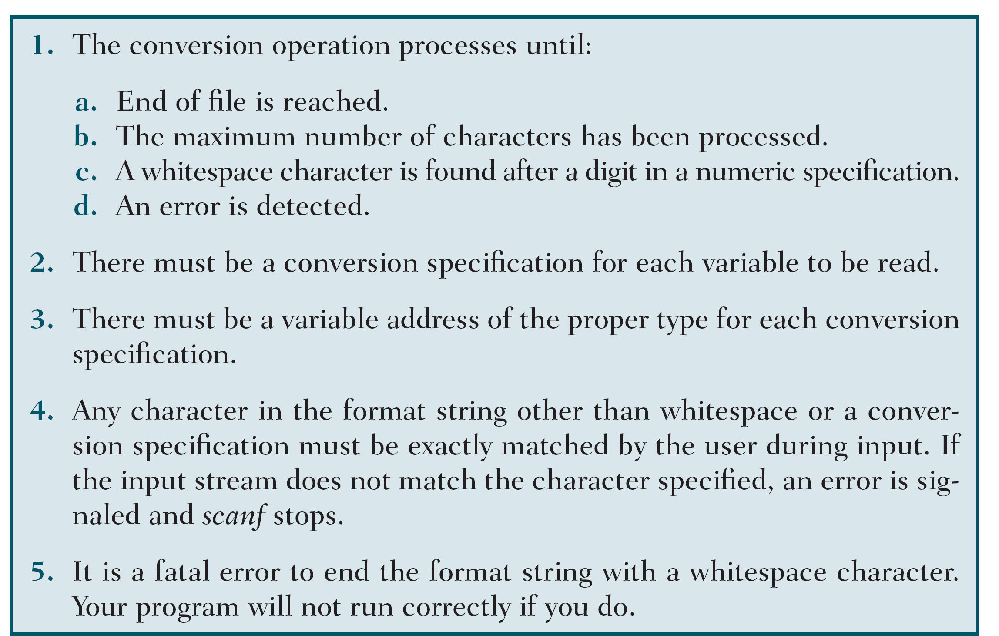 1. The conversion operation processes until:
a. End of file is reached.
b. The maximum number of characters has been processed.
c. A whitespace character is found after a digit in a numeric specification.
d. An error is detected.
2. There must be a conversion specification for each variable to be read.
3. There must be a variable address of the proper type for each conversion
specification.
4. Any character in the format string other than whitespace or a conver-
sion specification must be exactly matched by the user during input. If
the input stream does not match the character specified, an error is sig-
naled and scanf stops.
5. It is a fatal error to end the format string with a whitespace character.
Your program will not run correctly if you do.